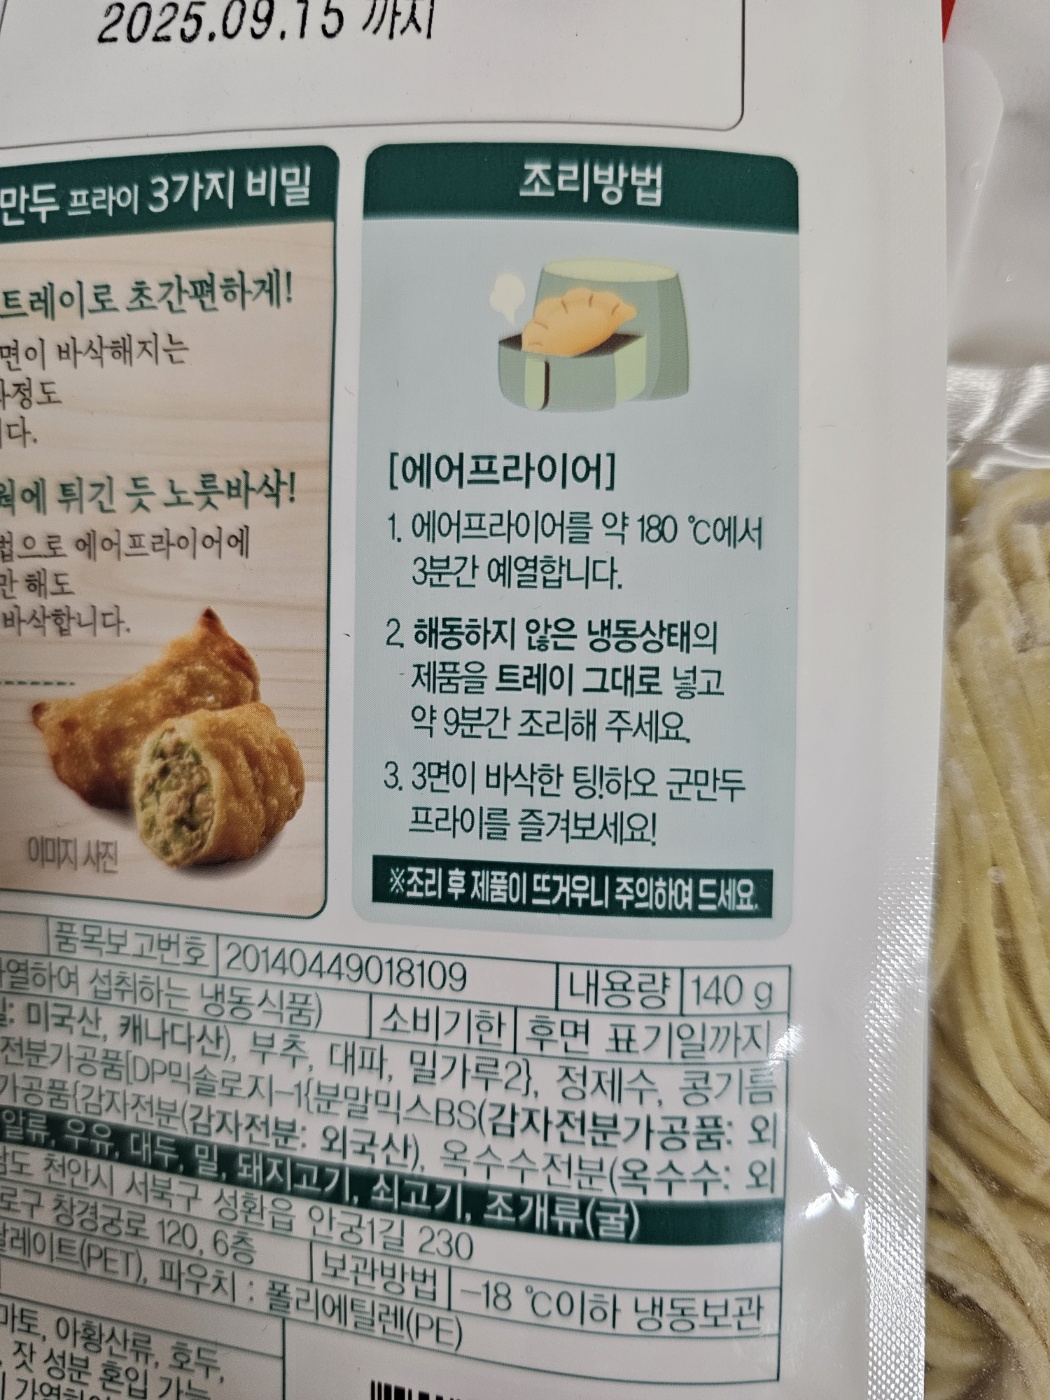 2025.09.15 까지
만두 프라이 3가지 비밀
트레이로 초간편하게!
면이 바삭해지는
과정도
니다.
웍에 튀긴 듯 노릇바삭!
법으로 에어프라이어에
만 해도
바삭합니다.
이미지 사진
조리방법
[에어프라이어]
1. 에어프라이어를 약 180 ℃에서
3분간 예열합니다.
2. 해동하지 않은 냉동상태의
제품을 트레이 그대로 넣고
약 9분간 조리해 주세요.
3. 3면이 바삭한 팅!하오 군만두
프라이를 즐겨보세요!
※조리 후 제품이 뜨거우니 주의하여 드세요.
품목보고번호 20140449018109 내용량 140 g
열하여 섭취하는 냉동식품) 소비기한 후면 표기일까지
미국산, 캐나다산), 부추, 대파, 밀가루2}, 정제수, 콩기름
전분가공품[DP믹솔로지-1{분말믹스BS(감자전분가공품: 외
가공품{감자전분(감자전분: 외국산), 옥수수전분(옥수수: 외
알류, 우유, 대두, 밀, 돼지고기, 쇠고기, 조개류(굴)
남도 천안시 서북구 성환읍 안궁1길 230
로구 창경궁로 120, 6층 보관방법 -18 ℃이하 냉동보관
레이트(PET), 파우치 : 폴리에틸렌(PE)
마토, 아황산류, 호두,
잣 성분 혼입 가능